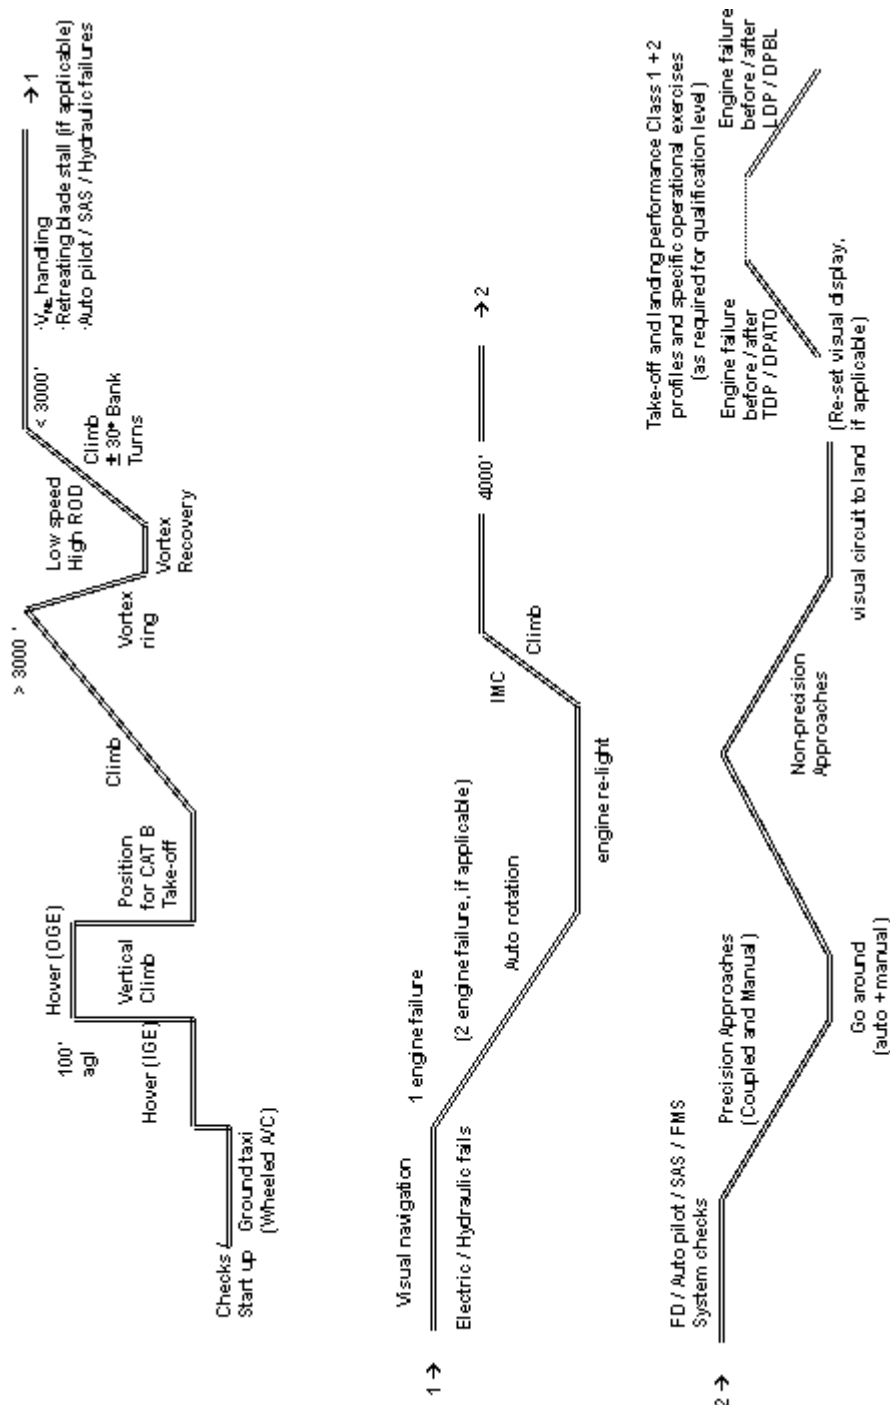 Checks /
Start up
Ground taxi
(Wheeled A/C)
Hover (IGE)
100'
agl
Hover (OGE)
Vertical
Climb
Position
for CAT B
Take-off
Climb
> 3000 '
Vortex
ring
Low speed
High ROD
Vortex
Recovery
Climb
± 30° Bank
Turns
< 3000'
·VNE handling
·Retreating blade stall (if applicable)
·Auto pilot / SAS / Hydraulic failures
→ 1
1 →
Visual navigation
Electric / Hydraulic fails
1 engine failure
(2 engine failure, if applicable)
Auto rotation
engine re-light
IMC
Climb
4000'
→ 2
2 →
FD / Auto pilot / SAS / FMS
System checks
Precision Approaches
(Coupled and Manual)
Go around
(auto + manual)
Non-precision
Approaches
visual circuit to land
(Re-set visual display,
if applicable)
Take-off and landing performance Class 1 + 2
profiles and specific operational exercises
(as required for qualification level)
Engine failure
before / after
TDP / DPATO
Engine failure
before / after
LDP / DPBL